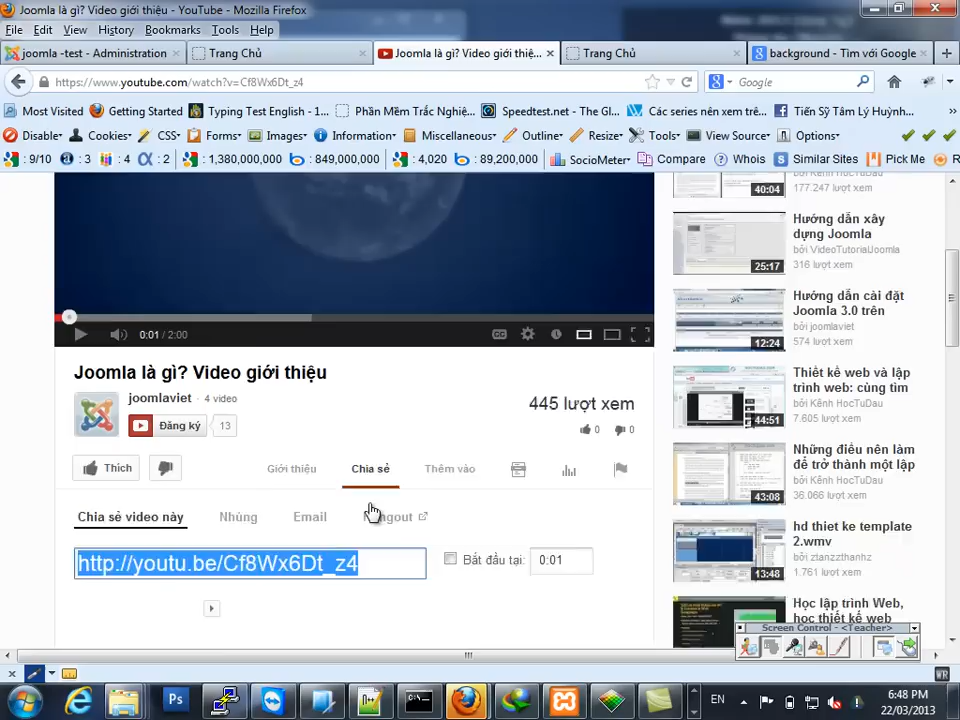 Joomla là gì? Video giới thiệu - YouTube - Mozilla Firefox
File Edit View History Bookmarks Tools Help
joomla -test - Administration
Trang Chủ
Joomla là gì? Video giới thiệ...
Trang Chủ
background - Tìm với Google
https://www.youtube.com/watch?v=Cf8Wx6Dt_z4
Google
Most Visited Getting Started Typing Test English - 1... Phần Mềm Trắc Nghiệ... Speedtest.net - The Gl... Các series nên xem trê... Tiến Sỹ Tâm Lý Huỳnh...
Disable Cookies CSS Forms Images Information Miscellaneous Outline Resize Tools View Source Options
: 9/10 : 3 : 4 : 2 : 1,380,000,000 : 849,000,000 : 4,020 : 89,200,000 SocioMeter Compare Whois Similar Sites Pick Me R
0:01 / 2:00
CC
Joomla là gì? Video giới thiệu
joomlaviet - 4 video
Đăng ký 13
445 lượt xem
0 0
Thích
Giới thiệu Chia sẻ Thêm vào
Chia sẻ video này Nhúng Email Hangout
http://youtu.be/Cf8Wx6Dt_z4
Bắt đầu tại: 0:01
40:04
177.247 lượt xem
Hướng dẫn xây
dựng Joomla
bởi VideoTutorialJoomla
316 lượt xem
25:17
Hướng dẫn cài đặt
Joomla 3.0 trên
bởi joomlaviet
574 lượt xem
12:24
Thiết kế web và lập
trình web: cùng tìm
bởi Kênh HocTuDau
7.605 lượt xem
44:51
Những điều nên làm
để trở thành một lập
bởi Kênh HocTuDau
36.066 lượt xem
43:08
hd thiet ke template
2.wmv
bởi ztanzzthanhz
1.761 lượt xem
13:48
Học lập trình Web,
học thiết kế web
Screen Control - <Teacher>
WR
Ps
EN
6:48 PM
22/03/2013